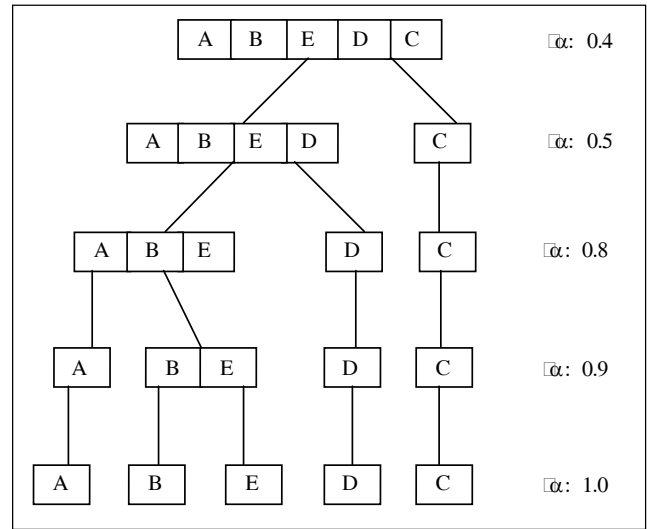 A B E D C α: 0.4
A B E D C α: 0.5
A B E D C α: 0.8
A B E D C α: 0.9
A B E D C α: 1.0